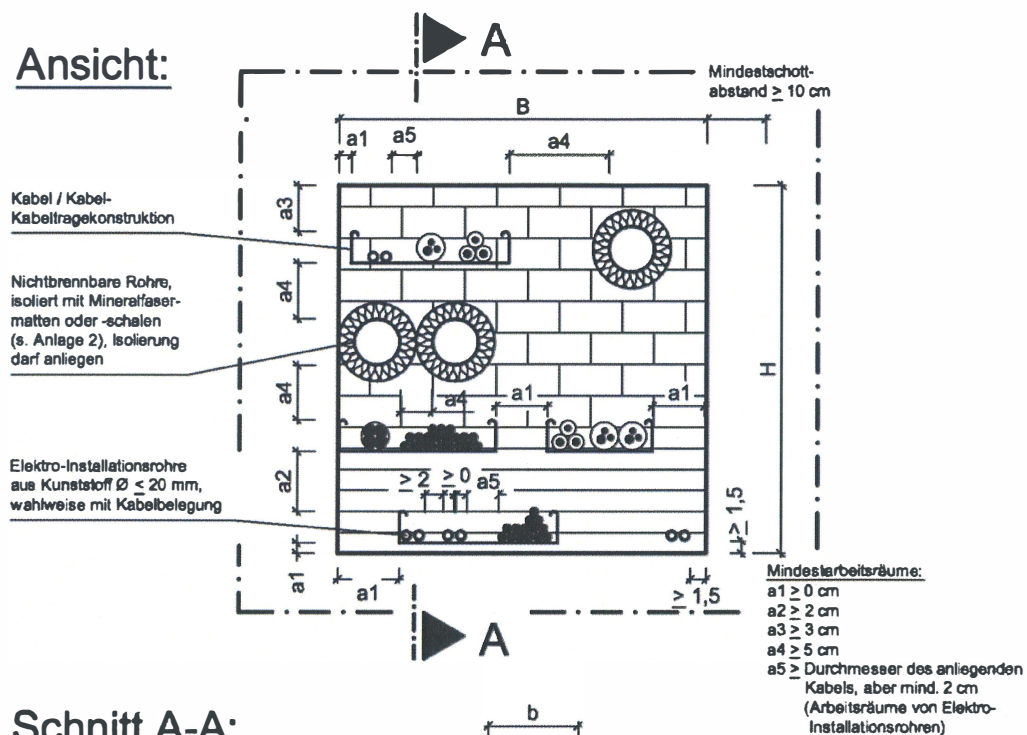 Ansicht:
A
Mindestschott-
abstand ≥ 10 cm
B
a1
a5
a4
Kabel / Kabel-
Kabeltragekonstruktion
a3
Nichtbrennbare Rohre,
isoliert mit Mineralfaser-
matten oder -schalen
(s. Anlage 2), Isolierung
darf anliegen
a4
H
a4
a4
a1
a1
Elektro-Installationsrohre
aus Kunststoff Ø ≤ 20 mm,
wahlweise mit Kabelbelegung
a2
≥ 2
≥ 0
a5
≥ 1,5
a1
a1
≥ 1,5
Mindestarbeitsräume:
a1 ≥ 0 cm
a2 ≥ 2 cm
a3 ≥ 3 cm
a4 ≥ 5 cm
a5 ≥ Durchmesser des anliegenden
Kabels, aber mind. 2 cm
(Arbeitsräume von Elektro-
Installationsrohren)
A
Schnitt A-A:
b